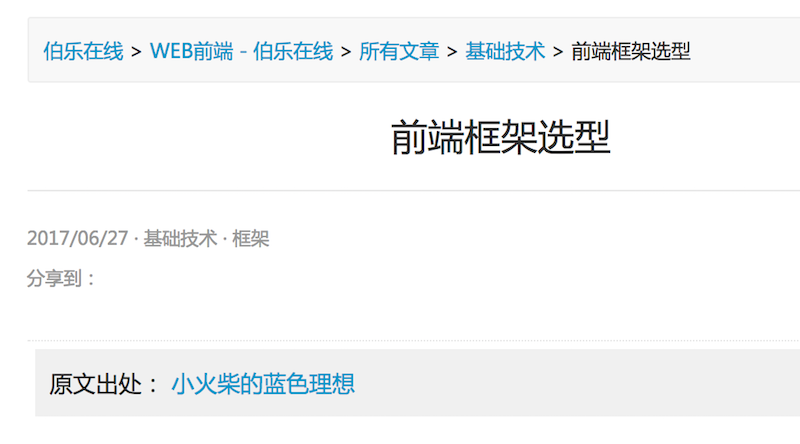 伯乐在线 > WEB前端 - 伯乐在线 > 所有文章 > 基础技术 > 前端框架选型
前端框架选型
2017/06/27 · 基础技术 · 框架
分享到：
原文出处： 小火柴的蓝色理想